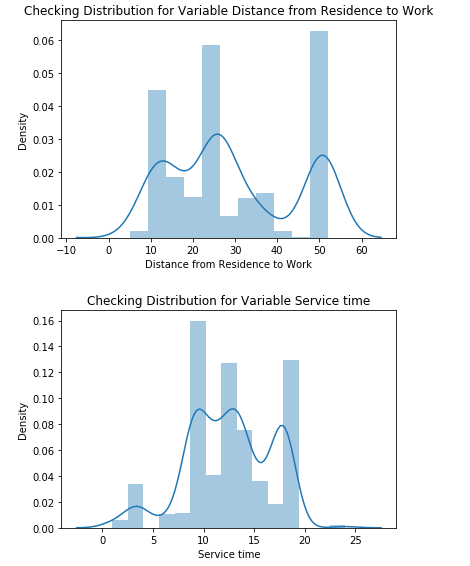 Checking Distribution for Variable Distance from Residence to Work
0.06
0.05
0.04
0.03
0.02
0.01
0.00
Density
−10 0 10 20 30 40 50 60
Distance from Residence to Work
Checking Distribution for Variable Service time
0.16
0.14
0.12
0.10
0.08
0.06
0.04
0.02
0.00
Density
0 5 10 15 20 25
Service time